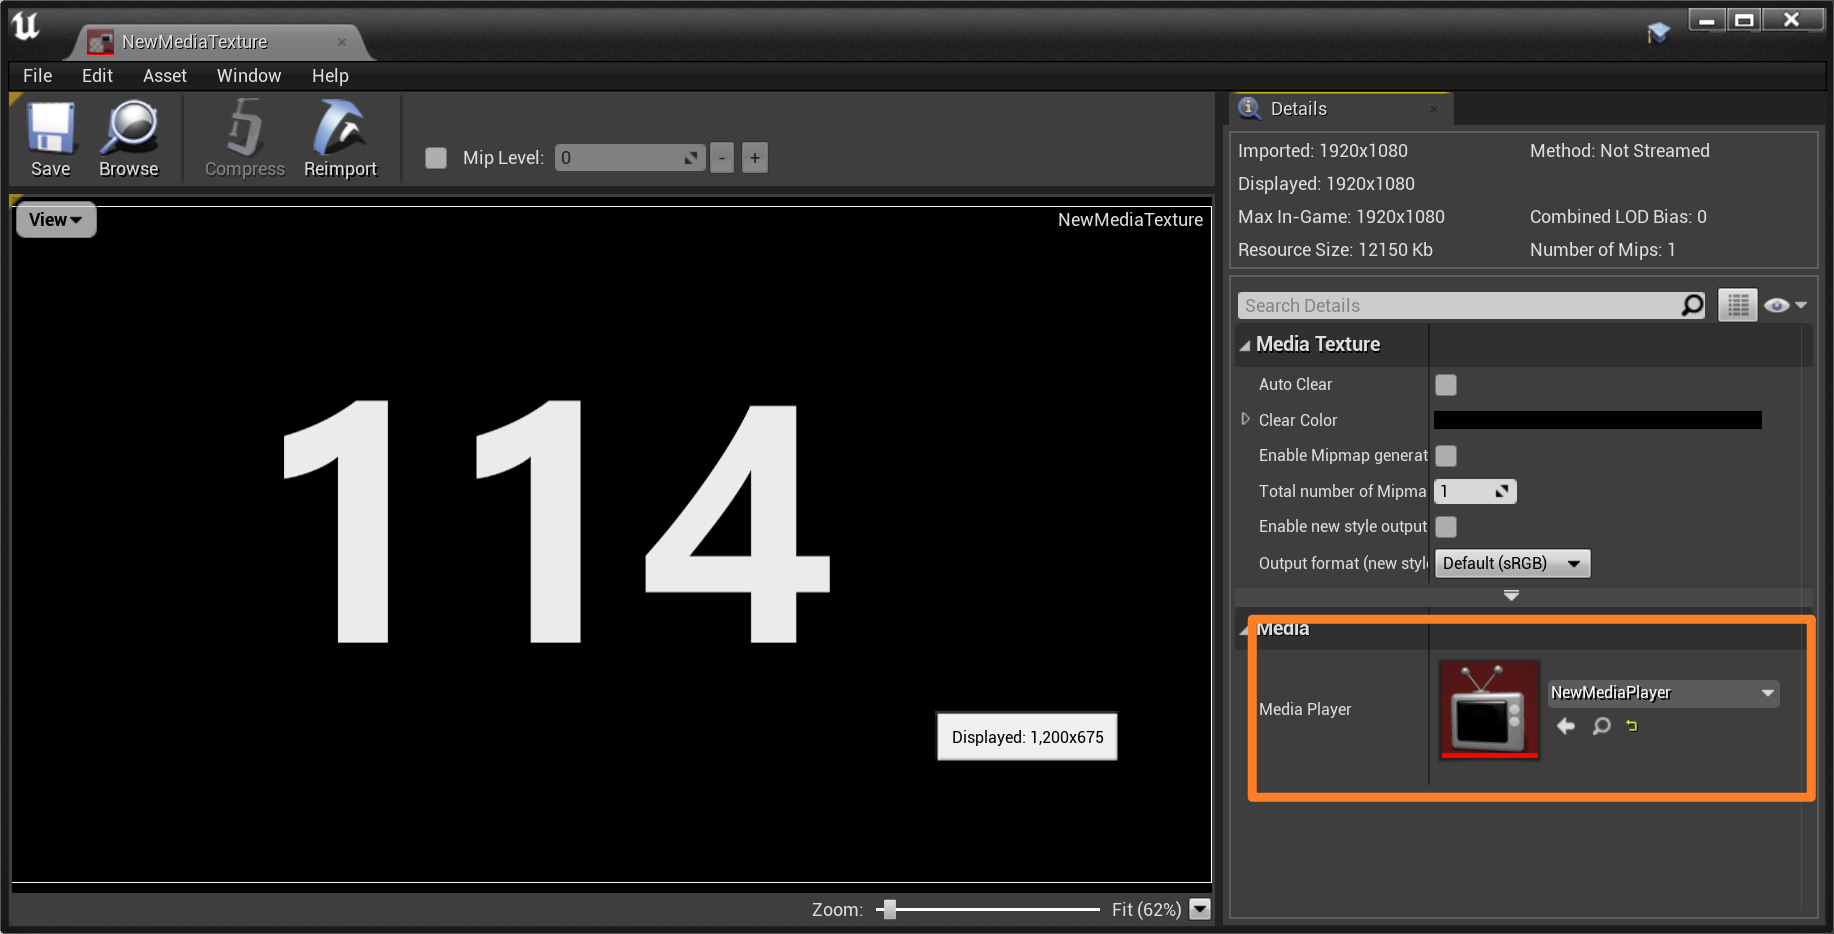 NewMediaTexture
File Edit Asset Window Help
Save Browse Compress Reimport Mip Level: 0 - +
View
NewMediaTexture
114
Displayed: 1,200x675
Zoom: Fit (62%)
Details
Imported: 1920x1080 Method: Not Streamed
Displayed: 1920x1080
Max In-Game: 1920x1080 Combined LOD Bias: 0
Resource Size: 12150 Kb Number of Mips: 1
Search Details
Media Texture
Auto Clear
Clear Color
Enable Mipmap generat
Total number of Mipma 1
Enable new style output
Output format (new styl Default (sRGB)
Media
Media Player NewMediaPlayer